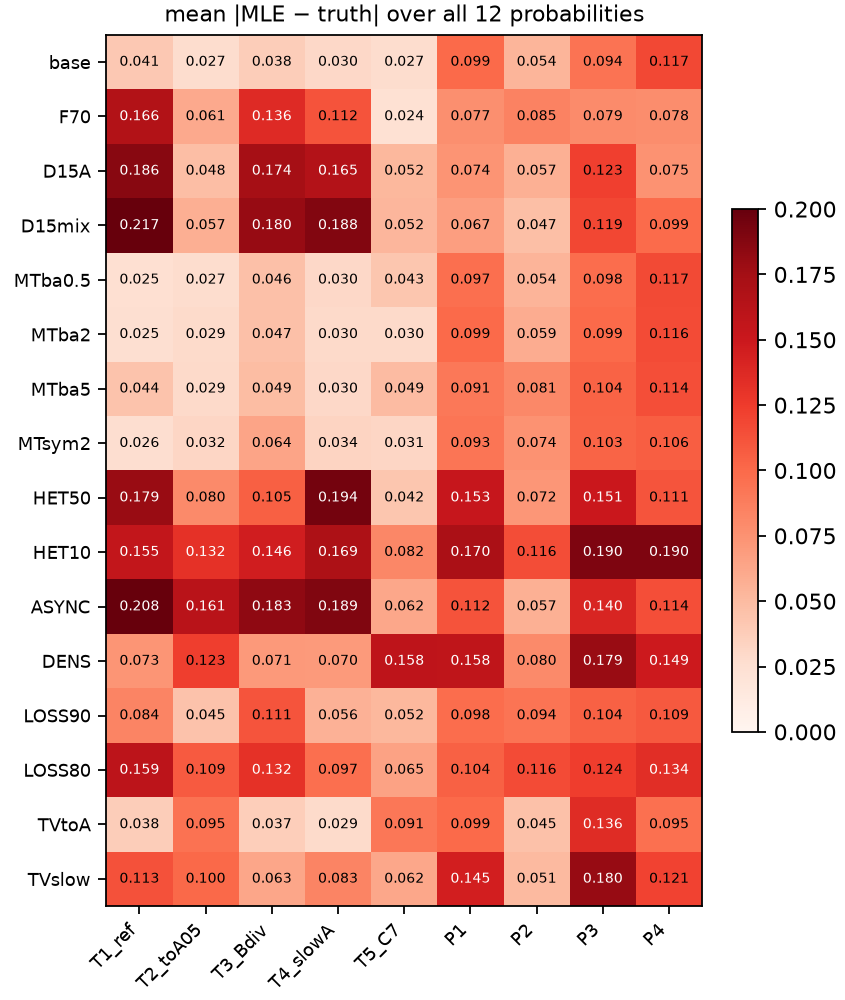 mean |MLE − truth| over all 12 probabilities
base 0.041 0.027 0.038 0.030 0.027 0.099 0.054 0.094 0.117
F70 0.166 0.061 0.136 0.112 0.024 0.077 0.085 0.079 0.078
D15A 0.186 0.048 0.174 0.165 0.052 0.074 0.057 0.123 0.075
D15mix 0.217 0.057 0.180 0.188 0.052 0.067 0.047 0.119 0.099
MTba0.5 0.025 0.027 0.046 0.030 0.043 0.097 0.054 0.098 0.117
MTba2 0.025 0.029 0.047 0.030 0.030 0.099 0.059 0.099 0.116
MTba5 0.044 0.029 0.049 0.030 0.049 0.091 0.081 0.104 0.114
MTsym2 0.026 0.032 0.064 0.034 0.031 0.093 0.074 0.103 0.106
HET50 0.179 0.080 0.105 0.194 0.042 0.153 0.072 0.151 0.111
HET10 0.155 0.132 0.146 0.169 0.082 0.170 0.116 0.190 0.190
ASYNC 0.208 0.161 0.183 0.189 0.062 0.112 0.057 0.140 0.114
DENS 0.073 0.123 0.071 0.070 0.158 0.158 0.080 0.179 0.149
LOSS90 0.084 0.045 0.111 0.056 0.052 0.098 0.094 0.104 0.109
LOSS80 0.159 0.109 0.132 0.097 0.065 0.104 0.116 0.124 0.134
TVtoA 0.038 0.095 0.037 0.029 0.091 0.099 0.045 0.136 0.095
TVslow 0.113 0.100 0.063 0.083 0.062 0.145 0.051 0.180 0.121
T1_ref T2_toA05 T3_Bdiv T4_slowA T5_C7 P1 P2 P3 P4
0.200
0.175
0.150
0.125
0.100
0.075
0.050
0.025
0.000